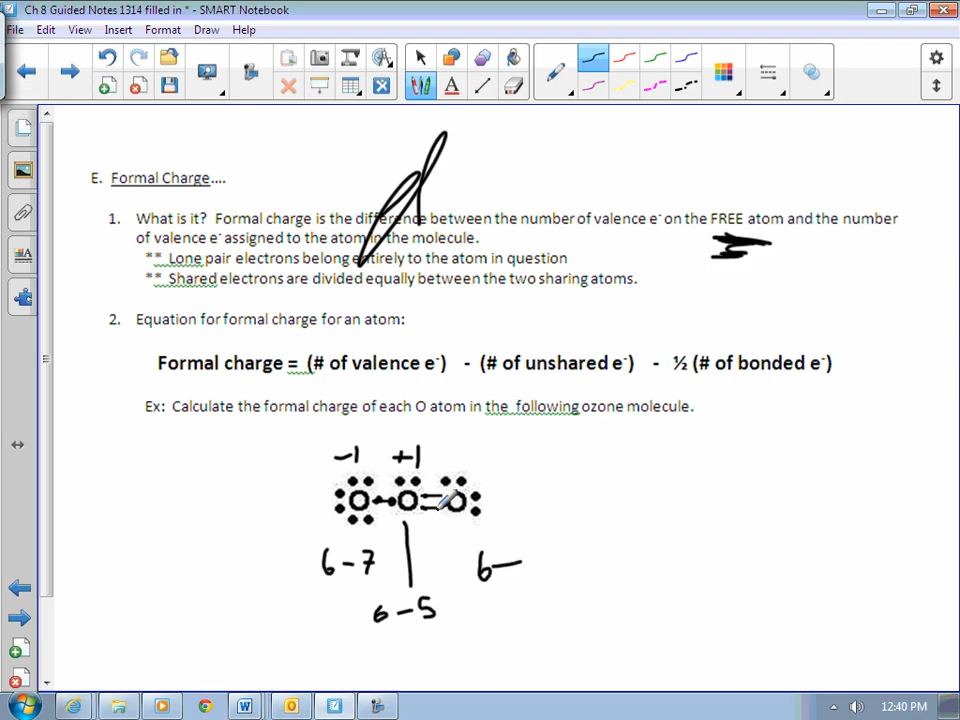 Ch 8 Guided Notes 1314 filled in * - SMART Notebook
File Edit View Insert Format Draw Help
E. Formal Charge....
1. What is it? Formal charge is the difference between the number of valence e⁻ on the FREE atom and the number
of valence e⁻ assigned to the atom in the molecule.
** Lone pair electrons belong entirely to the atom in question
** Shared electrons are divided equally between the two sharing atoms.
2. Equation for formal charge for an atom:
Formal charge = (# of valence e⁻) - (# of unshared e⁻) - ½ (# of bonded e⁻)
Ex: Calculate the formal charge of each O atom in the following ozone molecule.
-1 +1
O-O=O
6-7 6-
6-5
12:40 PM